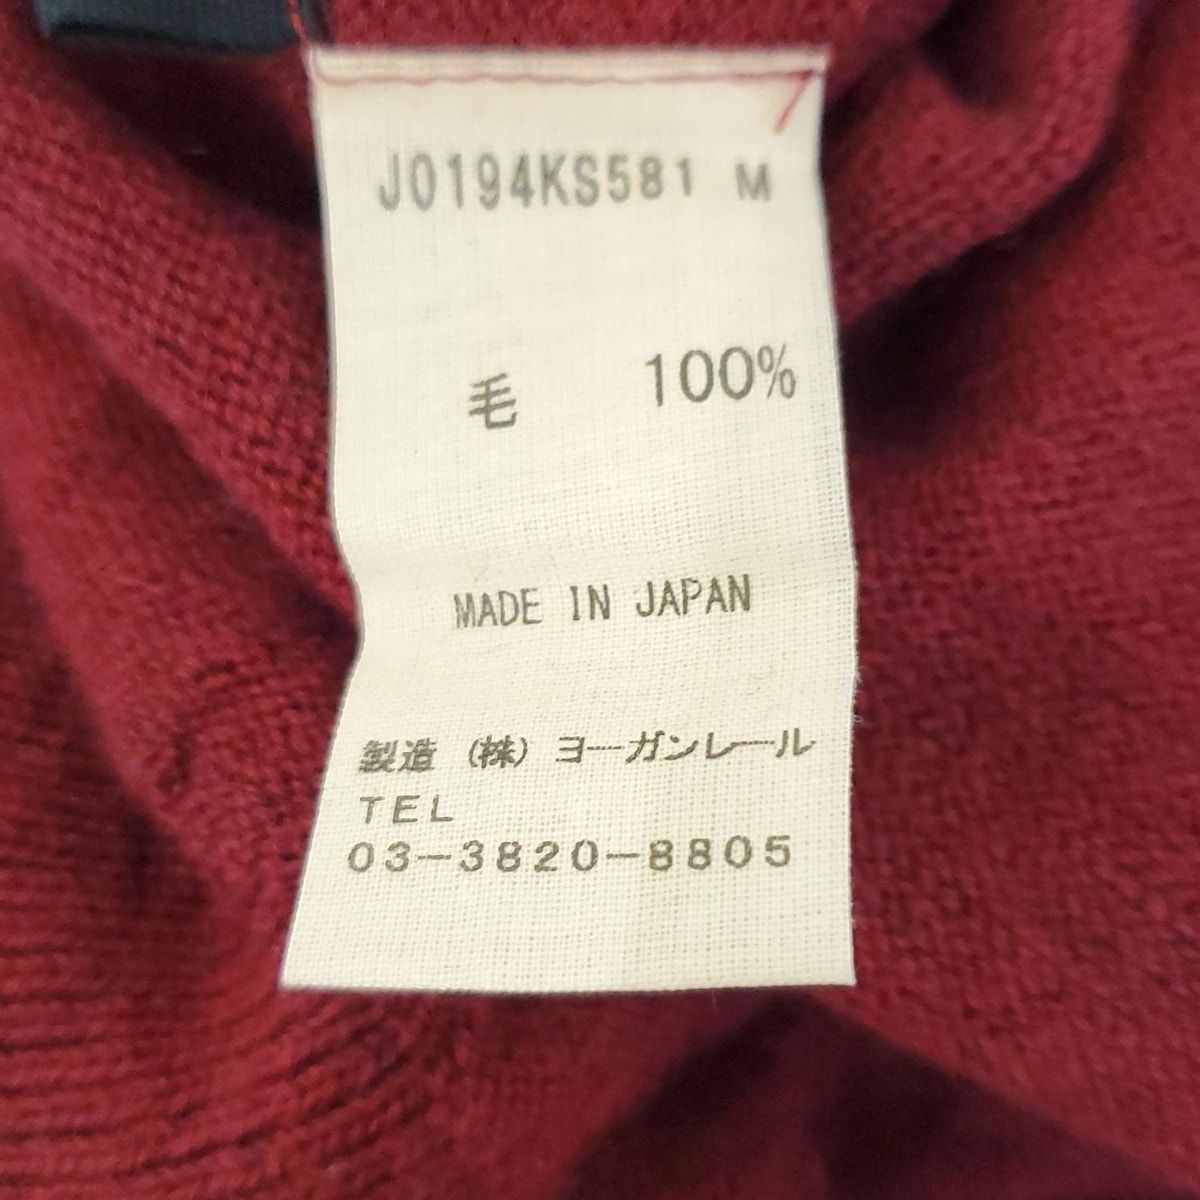 J0194KS581 M
毛 100%
MADE IN JAPAN
製造 (株) ヨーガンレール
TEL
03-3820-8805